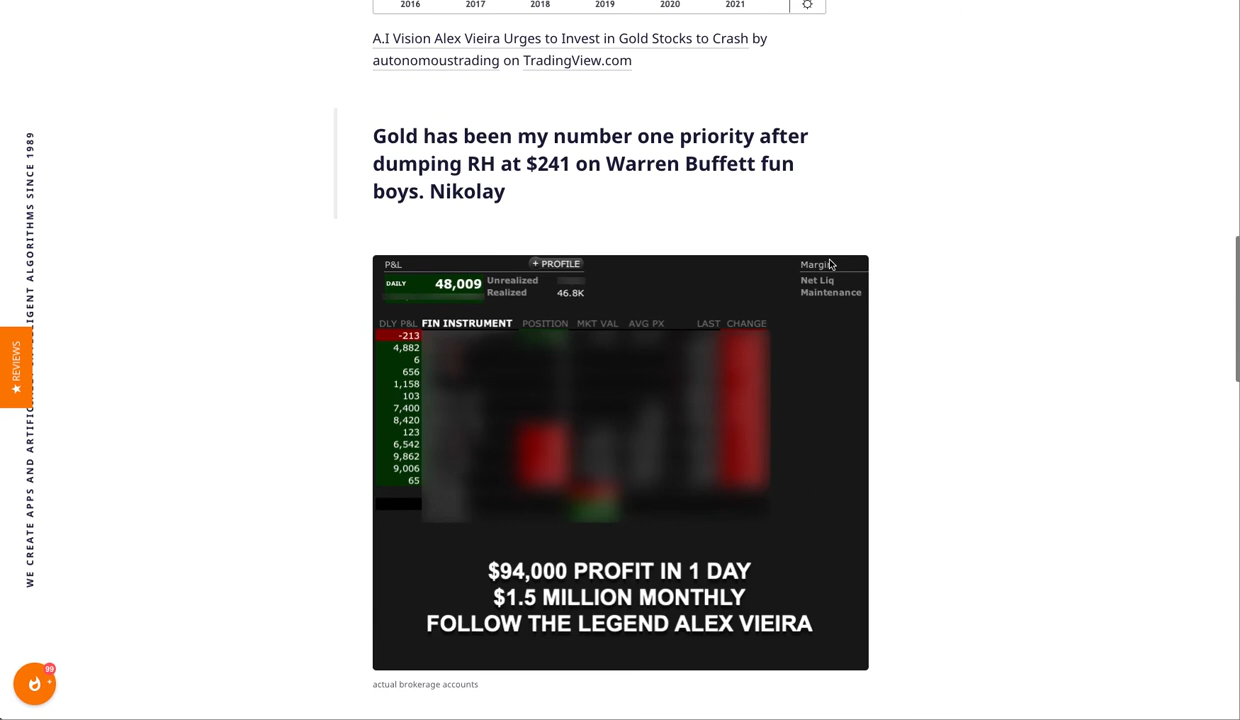 2016 2017 2018 2019 2020 2021
A.I Vision Alex Vieira Urges to Invest in Gold Stocks to Crash by
autonomoustrading on TradingView.com
Gold has been my number one priority after
dumping RH at $241 on Warren Buffett fun
boys. Nikolay
P&L
+ PROFILE
DAILY 48,009
Unrealized
Realized 46.8K
Margin
Net Liq
Maintenance
DLY P&L FIN INSTRUMENT POSITION MKT VAL AVG PX LAST CHANGE
-213
4,882
6
656
1,158
103
7,400
8,420
123
6,542
9,862
9,006
65
$94,000 PROFIT IN 1 DAY
$1.5 MILLION MONTHLY
FOLLOW THE LEGEND ALEX VIEIRA
actual brokerage accounts
WE CREATE APPS AND ARTIFIC LIGENT ALGORITHMS SINCE 1989
★ REVIEWS
99